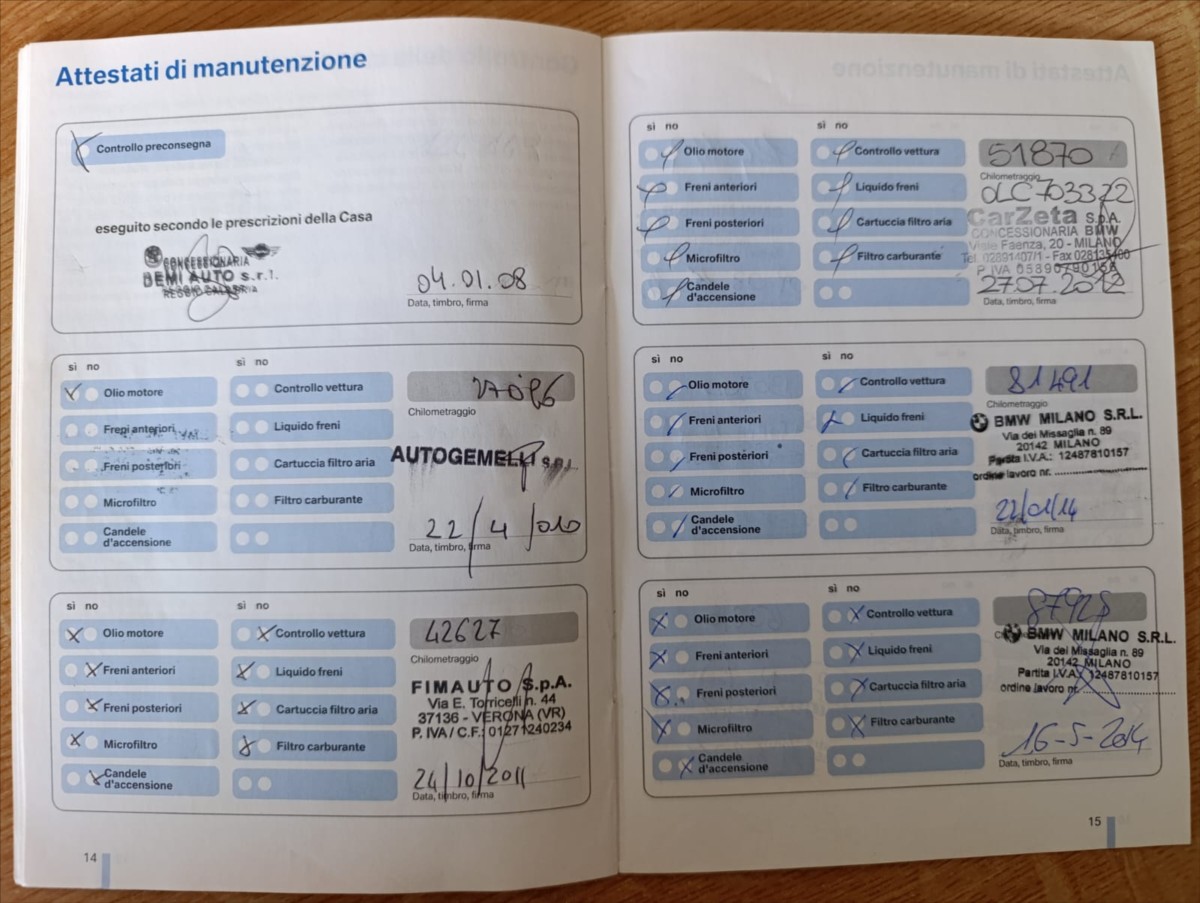 Attestati di manutenzione
Controllo preconsegna
eseguito secondo le prescrizioni della Casa
CONCESSIONARIA
DEMI AUTO s.r.l.
REGGIO CALABRIA
04.01.08
Data, timbro, firma
sì no
sì no
Olio motore
Controllo vettura
Freni anteriori
Liquido freni
Freni posteriori
Cartuccia filtro aria
Microfiltro
Filtro carburante
Candele
d'accensione
Chilometraggio
AUTOGEMELLI S.R.L.
22/4/010
Data, timbro, firma
sì no
sì no
Olio motore
Controllo vettura
Freni anteriori
Liquido freni
Freni posteriori
Cartuccia filtro aria
Microfiltro
Filtro carburante
Candele
d'accensione
42627
Chilometraggio
FIMAUTO S.p.A.
Via E. Torricelli n. 44
37136 - VERONA (VR)
P. IVA / C.F.: 01271240234
24/10/2011
Data, timbro, firma
14
sì no
sì no
Olio motore
Controllo vettura
Freni anteriori
Liquido freni
Freni posteriori
Cartuccia filtro aria
Microfiltro
Filtro carburante
Candele
d'accensione
51870
Chilometraggio
OLC703372
CarZeta S.p.A.
CONCESSIONARIA BMW
Viale Faenza, 20 - MILANO
27.07.2012
Data, timbro, firma
sì no
sì no
Olio motore
Controllo vettura
Freni anteriori
Liquido freni
Freni posteriori
Cartuccia filtro aria
Microfiltro
Filtro carburante
Candele
d'accensione
81491
Chilometraggio
BMW MILANO S.R.L.
Via dei Missaglia n. 89
20142 MILANO
Partita I.V.A.: 12487810157
ordine lavoro nr.
22/01/14
Data, timbro, firma
sì no
sì no
Olio motore
Controllo vettura
Freni anteriori
Liquido freni
Freni posteriori
Cartuccia filtro aria
Microfiltro
Filtro carburante
Candele
d'accensione
87928
BMW MILANO S.R.L.
Via dei Missaglia n. 89
20142 MILANO
Partita I.V.A.: 12487810157
ordine lavoro nr.
16-5-2014
Data, timbro, firma
15